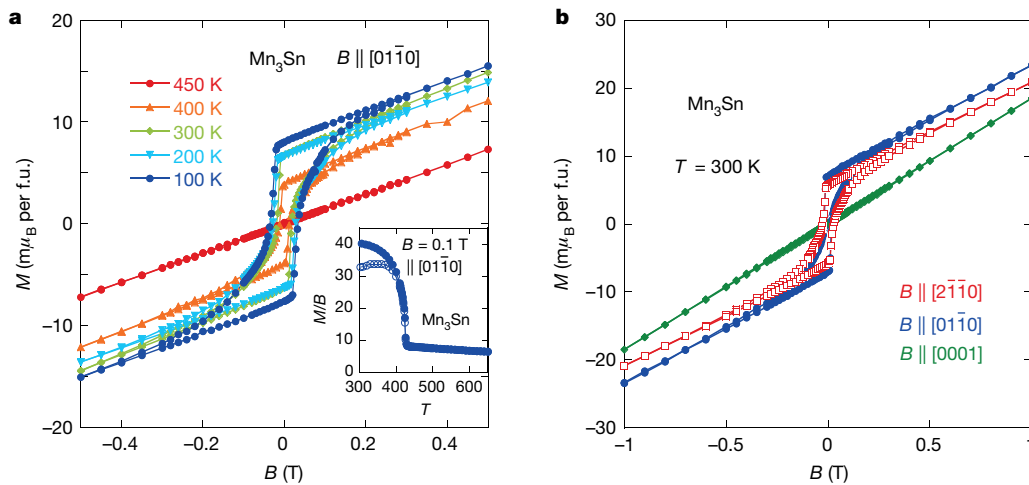 a
Mn₃Sn B || [011̄0]
450 K
400 K
300 K
200 K
100 K
M (mμB per f.u.)
20
10
0
−10
−20
−0.4 −0.2 0 0.2 0.4
B (T)
B = 0.1 T
|| [011̄0]
Mn₃Sn
M/B
40
30
20
10
0
300 400 500 600
T
b
Mn₃Sn
T = 300 K
B || [21̄1̄0]
B || [011̄0]
B || [0001]
M (mμB per f.u.)
30
20
10
0
−10
−20
−30
−1 −0.5 0 0.5 1
B (T)